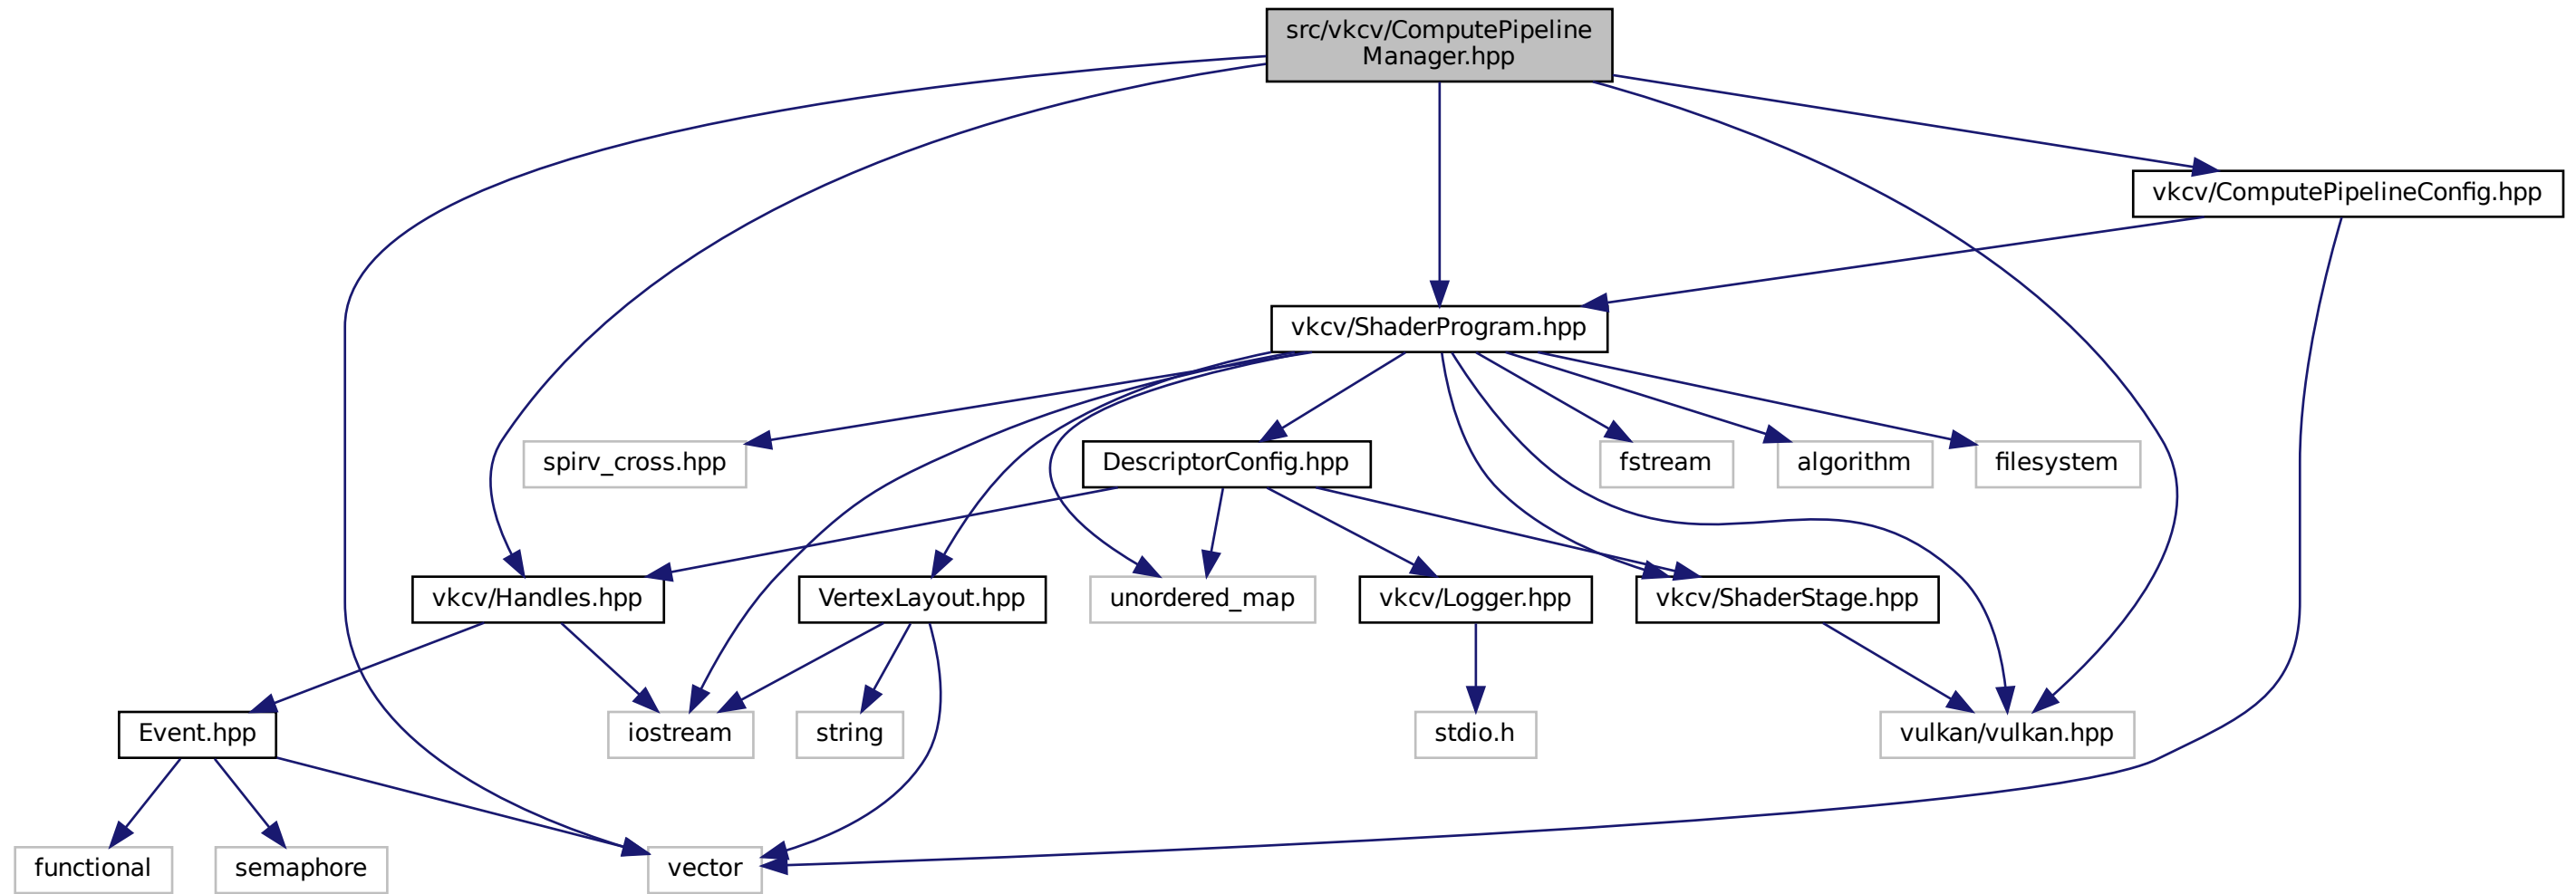 src/vkcv/ComputePipeline
Manager.hpp
vkcv/ComputePipelineConfig.hpp
vkcv/ShaderProgram.hpp
spirv_cross.hpp
DescriptorConfig.hpp
fstream
algorithm
filesystem
vkcv/Handles.hpp
VertexLayout.hpp
unordered_map
vkcv/Logger.hpp
vkcv/ShaderStage.hpp
Event.hpp
iostream
string
stdio.h
vulkan/vulkan.hpp
functional
semaphore
vector